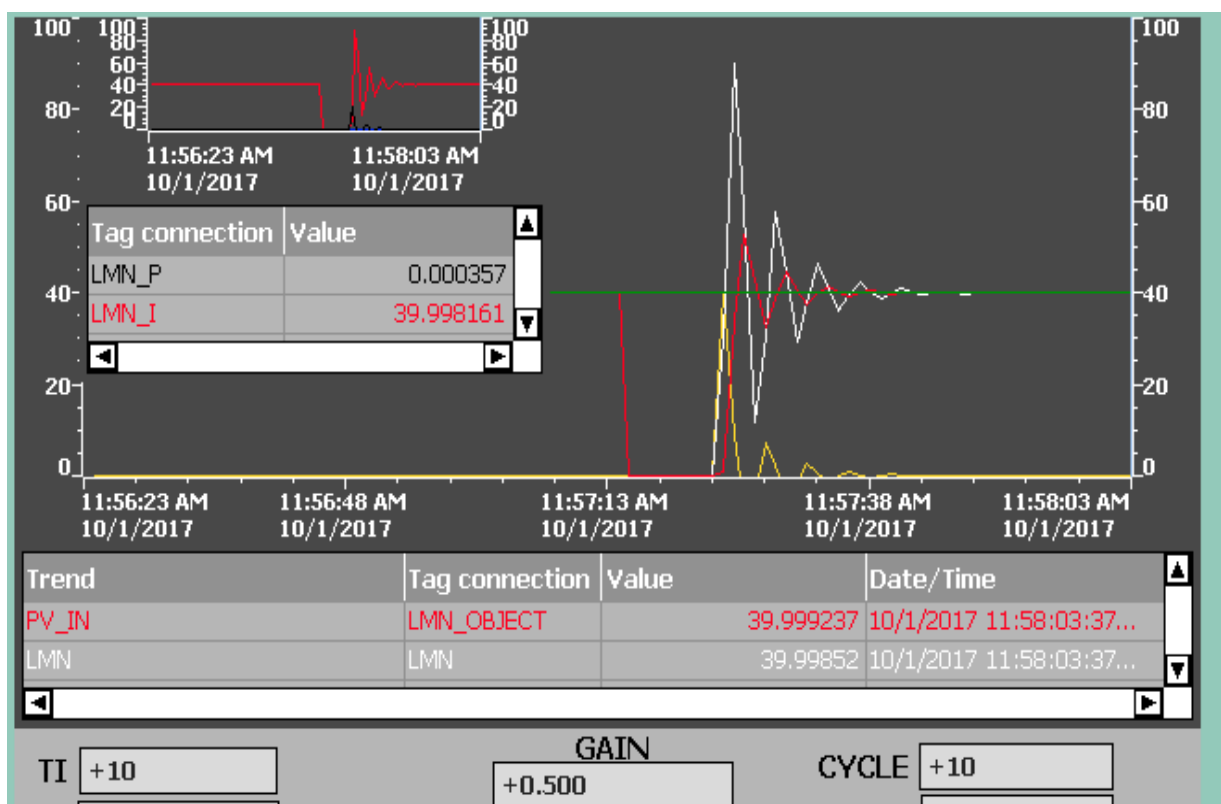 100 100 100 100
80 80
60 60
40 40
80- 20 20 -80
0 0
11:56:23 AM 11:58:03 AM
10/1/2017 10/1/2017
60- -60
Tag connection Value
LMN_P 0.000357
40- -40
LMN_I 39.998161
20 -20
0 0
11:56:23 AM 11:56:48 AM 11:57:13 AM 11:57:38 AM 11:58:03 AM
10/1/2017 10/1/2017 10/1/2017 10/1/2017 10/1/2017
Trend Tag connection Value Date/Time
PV_IN LMN_OBJECT 39.999237 10/1/2017 11:58:03:37...
LMN LMN 39.99852 10/1/2017 11:58:03:37...
GAIN
TI +10 +0.500 CYCLE +10